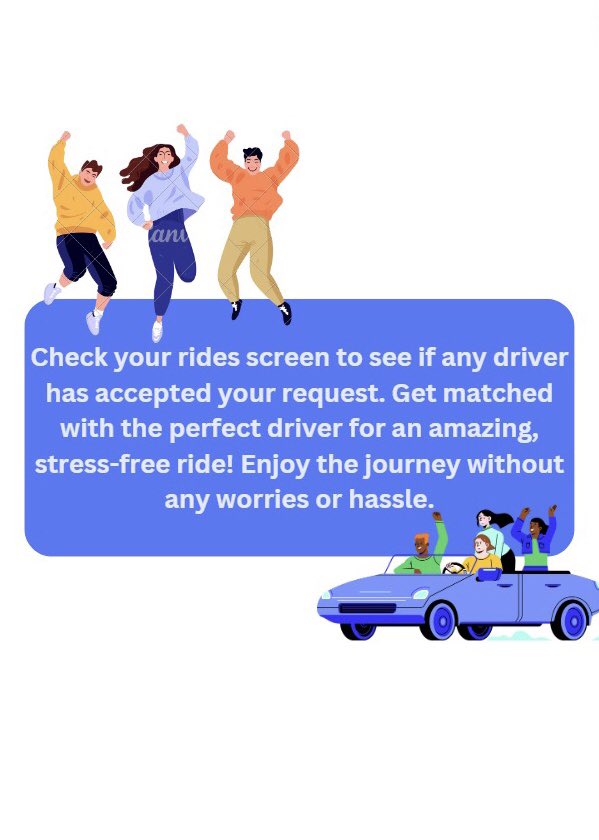 Check your rides screen to see if any driver
has accepted your request. Get matched
with the perfect driver for an amazing,
stress-free ride! Enjoy the journey without
any worries or hassle.